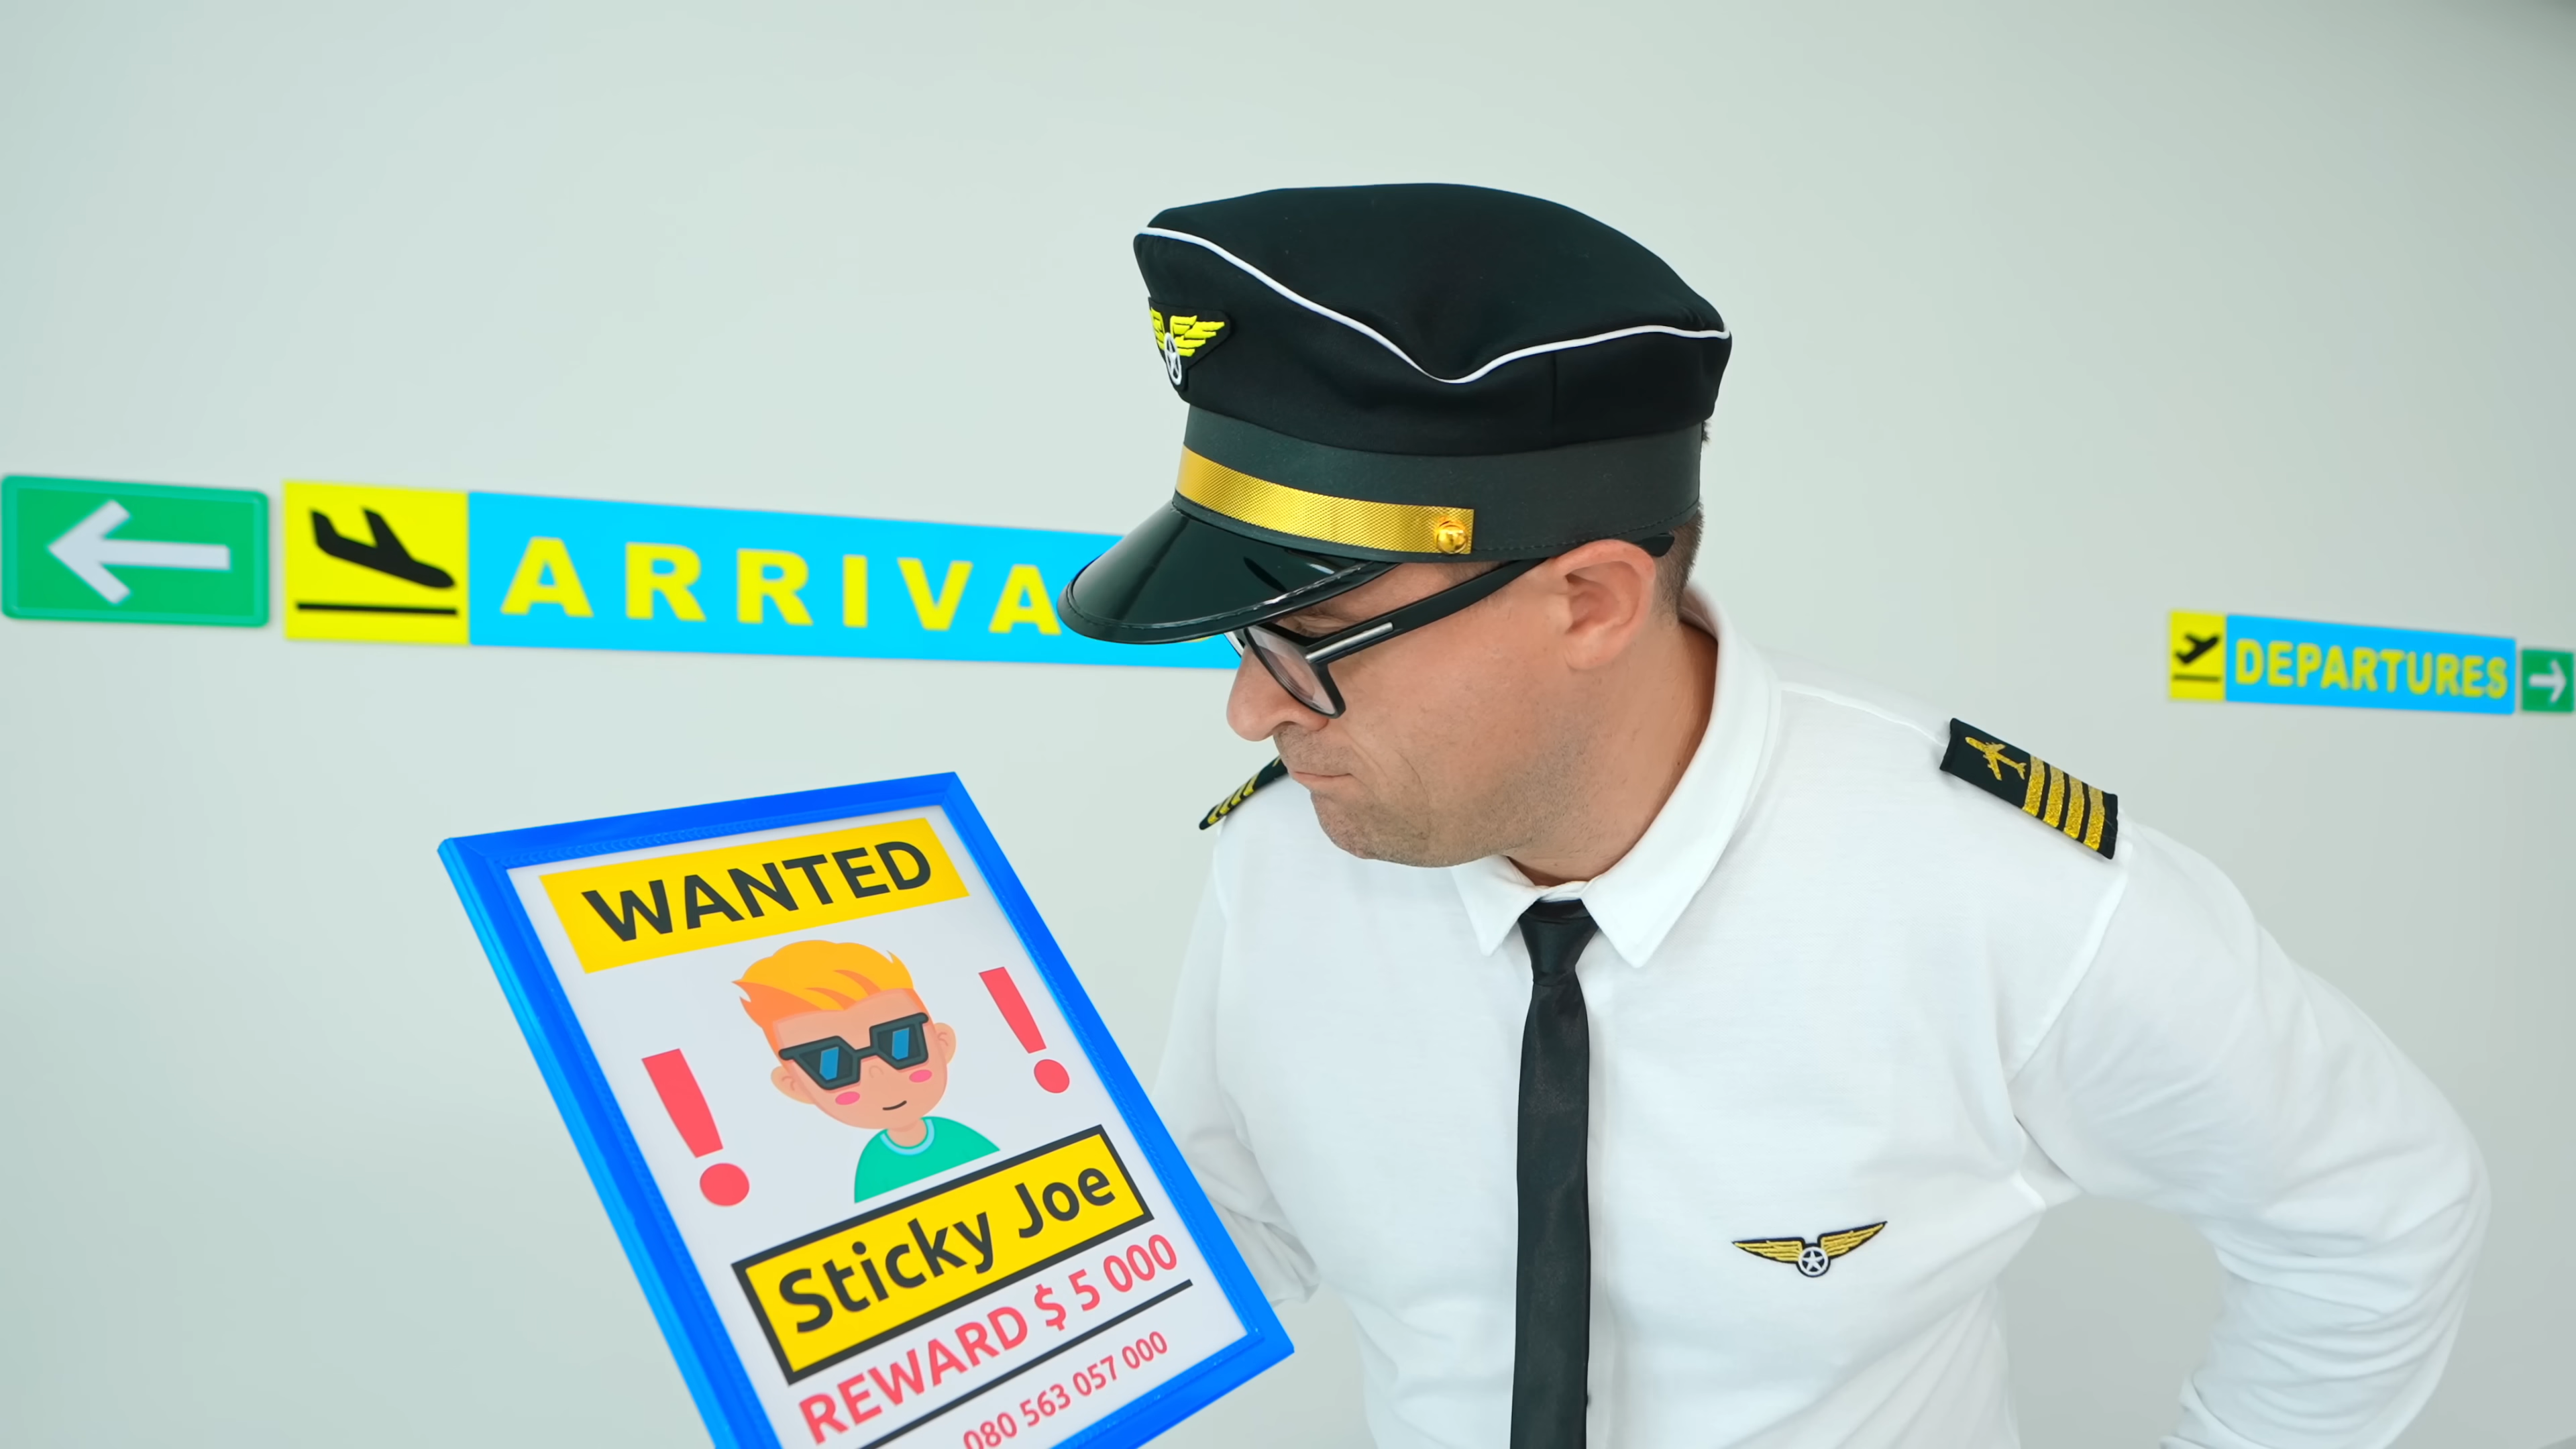 ARRIVA
DEPARTURES
WANTED
! !
Sticky Joe
REWARD $ 5 000
080 563 057 000